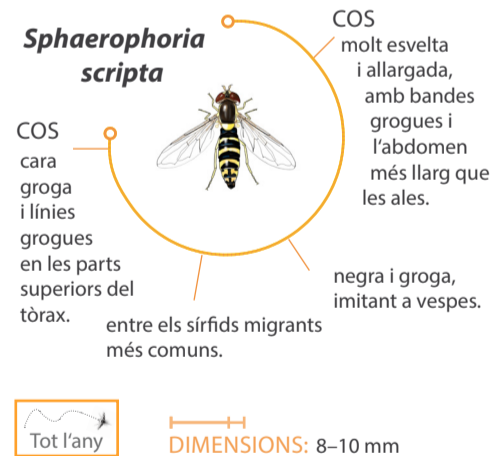 Sphaerophoria
scripta
COS
molt esvelta
i allargada,
amb bandes
grogues i
l'abdomen
més llarg que
les ales.
COS
cara
groga
i línies
grogues
en les parts
superiors del
tòrax.
negra i groga,
imitant a vespes.
entre els sírfids migrants
més comuns.
Tot l'any
DIMENSIONS: 8–10 mm